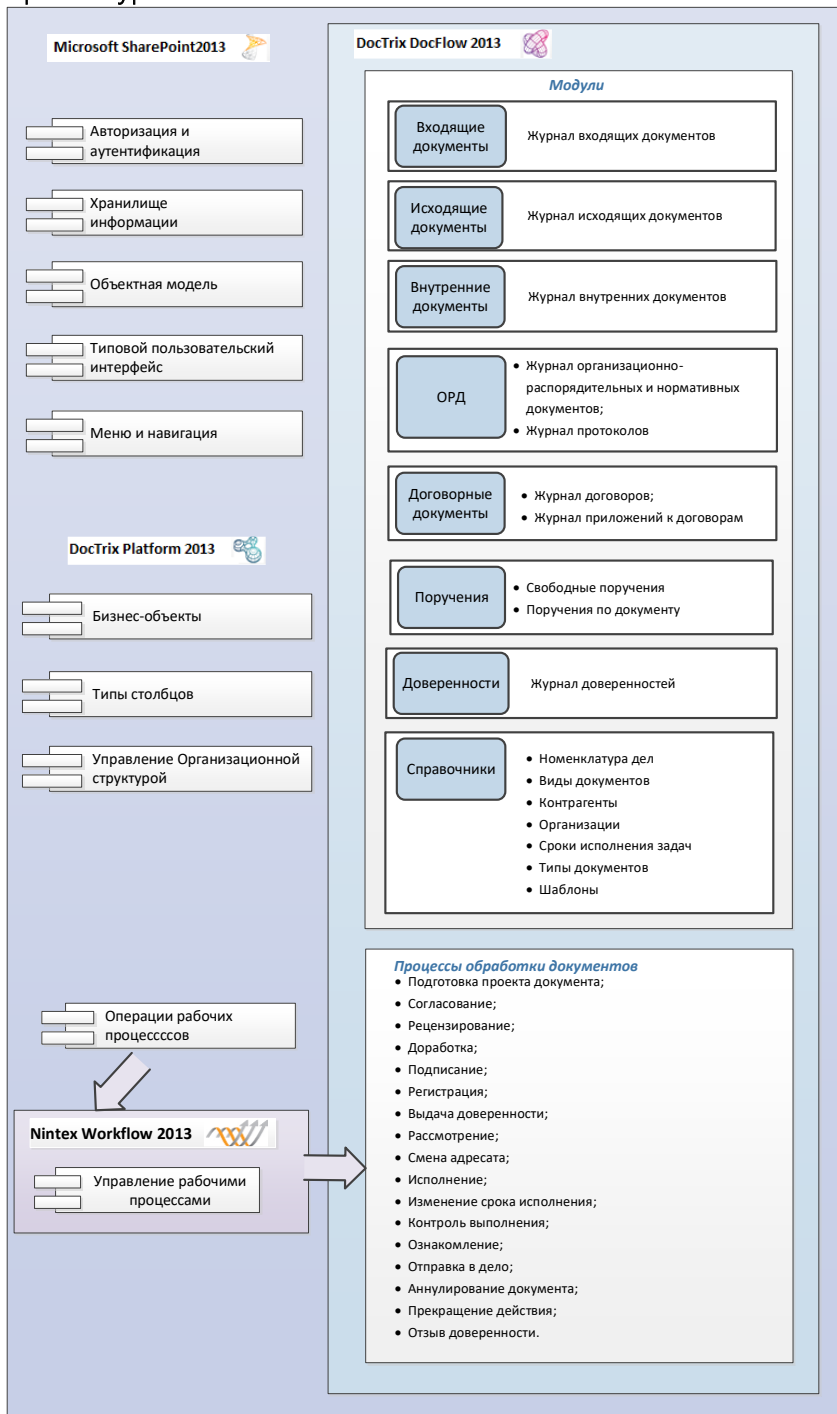 Microsoft SharePoint2013
Авторизация и
аутентификация
Хранилище
информации
Объектная модель
Типовой пользовательский
интерфейс
Меню и навигация
DocTrix Platform 2013
Бизнес-объекты
Типы столбцов
Управление Организационной
структурой
Операции рабочих
процессссов
Nintex Workflow 2013
Управление рабочими
процессами
DocTrix DocFlow 2013
Модули
Входящие
документы
Журнал входящих документов
Исходящие
документы
Журнал исходящих документов
Внутренние
документы
Журнал внутренних документов
ОРД
• Журнал организационно-
распорядительных и нормативных
документов;
• Журнал протоколов
Договорные
документы
• Журнал договоров;
• Журнал приложений к договорам
Поручения
• Свободные поручения
• Поручения по документу
Доверенности
Журнал доверенностей
Справочники
• Номенклатура дел
• Виды документов
• Контрагенты
• Организации
• Сроки исполнения задач
• Типы документов
• Шаблоны
Процессы обработки документов
• Подготовка проекта документа;
• Согласование;
• Рецензирование;
• Доработка;
• Подписание;
• Регистрация;
• Выдача доверенности;
• Рассмотрение;
• Смена адресата;
• Исполнение;
• Изменение срока исполнения;
• Контроль выполнения;
• Ознакомление;
• Отправка в дело;
• Аннулирование документа;
• Прекращение действия;
• Отзыв доверенности.